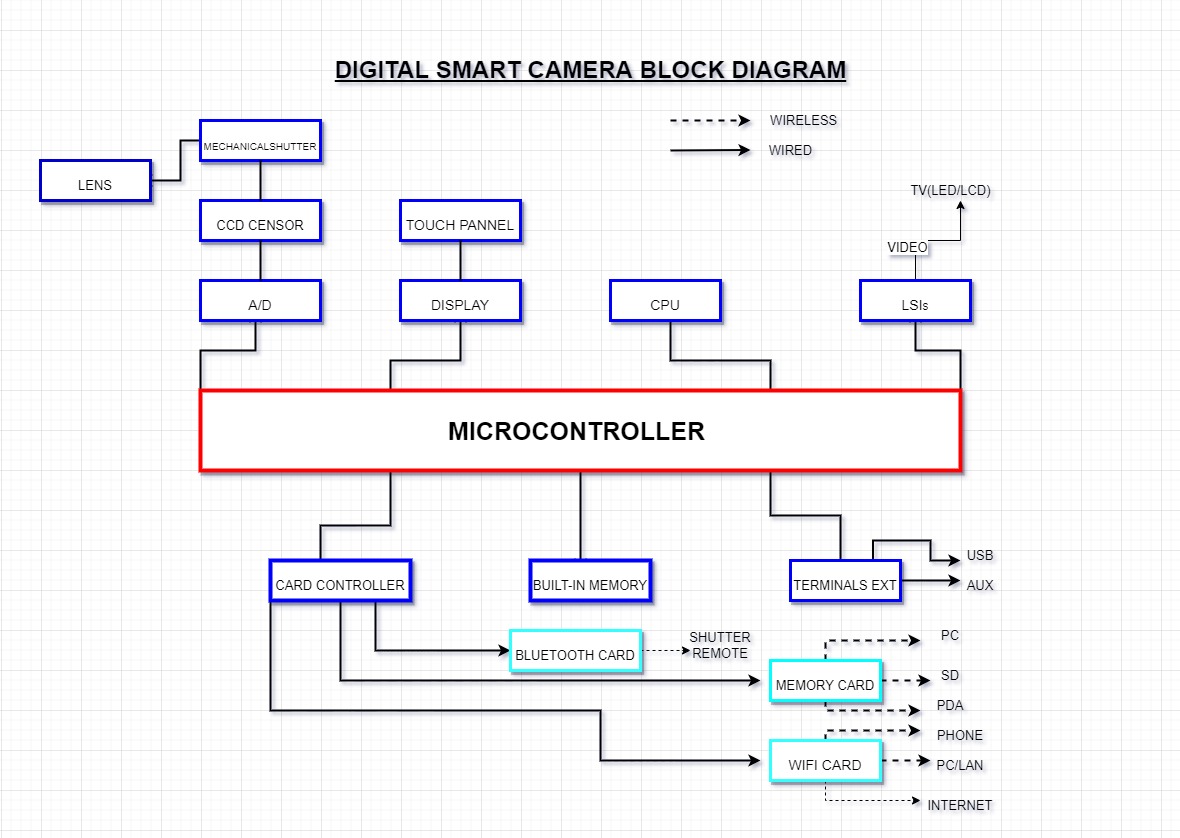 DIGITAL SMART CAMERA BLOCK DIAGRAM
WIRELESS
WIRED
MECHANICALSHUTTER
LENS
TV(LED/LCD)
CCD CENSOR
TOUCH PANNEL
VIDEO
A/D
DISPLAY
CPU
LSIs
MICROCONTROLLER
CARD CONTROLLER
BUILT-IN MEMORY
TERMINALS EXT
USB
AUX
BLUETOOTH CARD
SHUTTER
REMOTE
MEMORY CARD
PC
SD
PDA
WIFI CARD
PHONE
PC/LAN
INTERNET